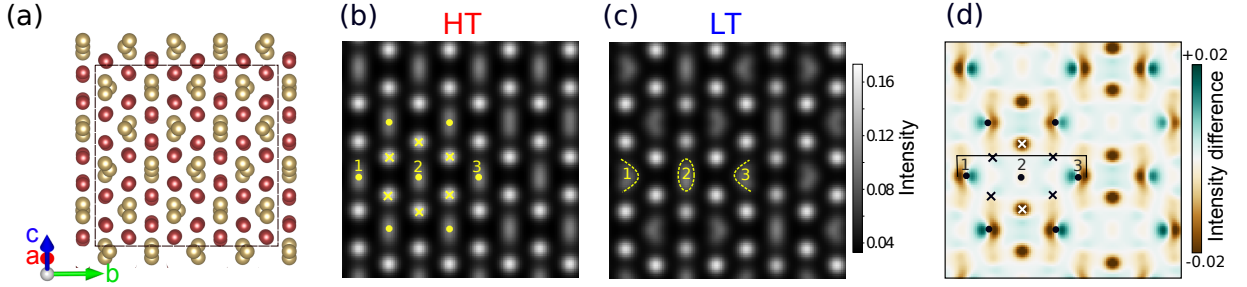 (a)
c
a
b
(b)
HT
1
2
3
(c)
LT
1
2
3
0.16
0.12
0.08
0.04
Intensity
(d)
1
2
3
+0.02
-0.02
Intensity difference